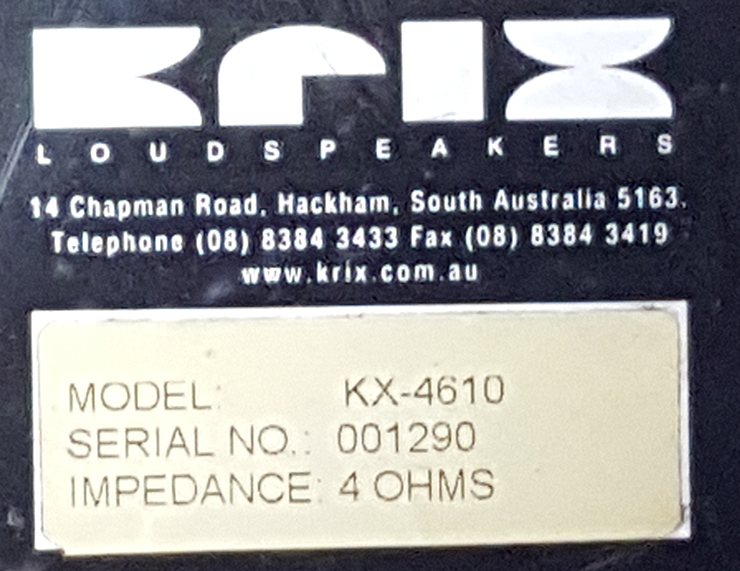 Krix
LOUDSPEAKERS
14 Chapman Road, Hackham, South Australia 5163.
Telephone (08) 8384 3433 Fax (08) 8384 3419
www.krix.com.au
MODEL: KX-4610
SERIAL NO.: 001290
IMPEDANCE: 4 OHMS